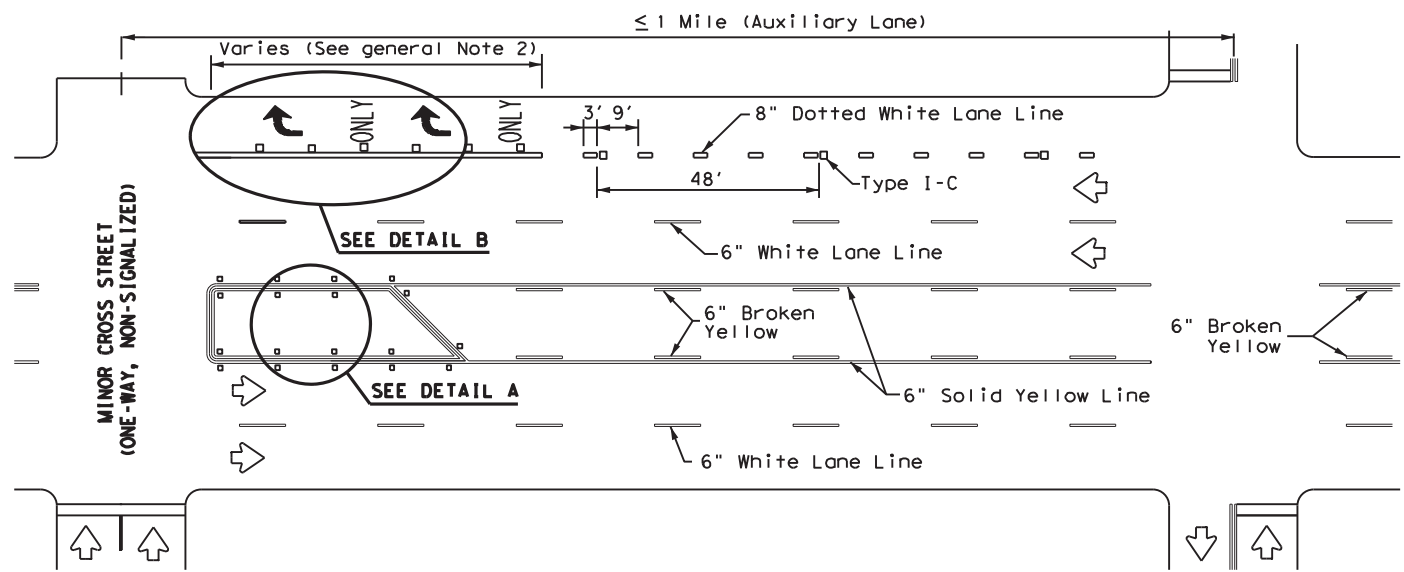 ≤ 1 Mile (Auxiliary Lane)
Varies (See general Note 2)
ONLY
ONLY
3' 9'
8" Dotted White Lane Line
48'
Type I-C
SEE DETAIL B
6" White Lane Line
MINOR CROSS STREET
(ONE-WAY, NON-SIGNALIZED)
6" Broken
Yellow
6" Broken
Yellow
SEE DETAIL A
6" Solid Yellow Line
6" White Lane Line